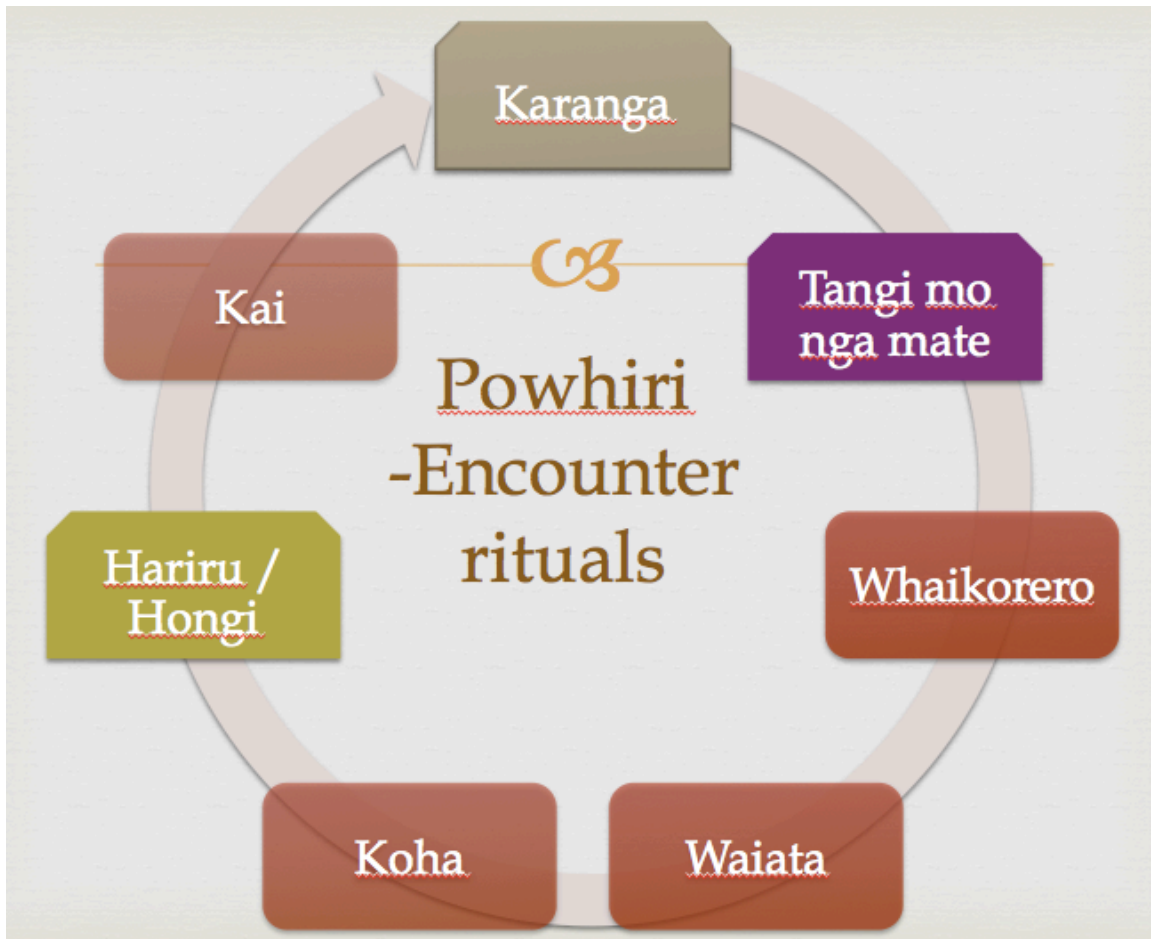 Karanga
Tangi mo
nga mate
Whaikorero
Waiata
Koha
Hariru /
Hongi
Kai
Powhiri
-Encounter
rituals